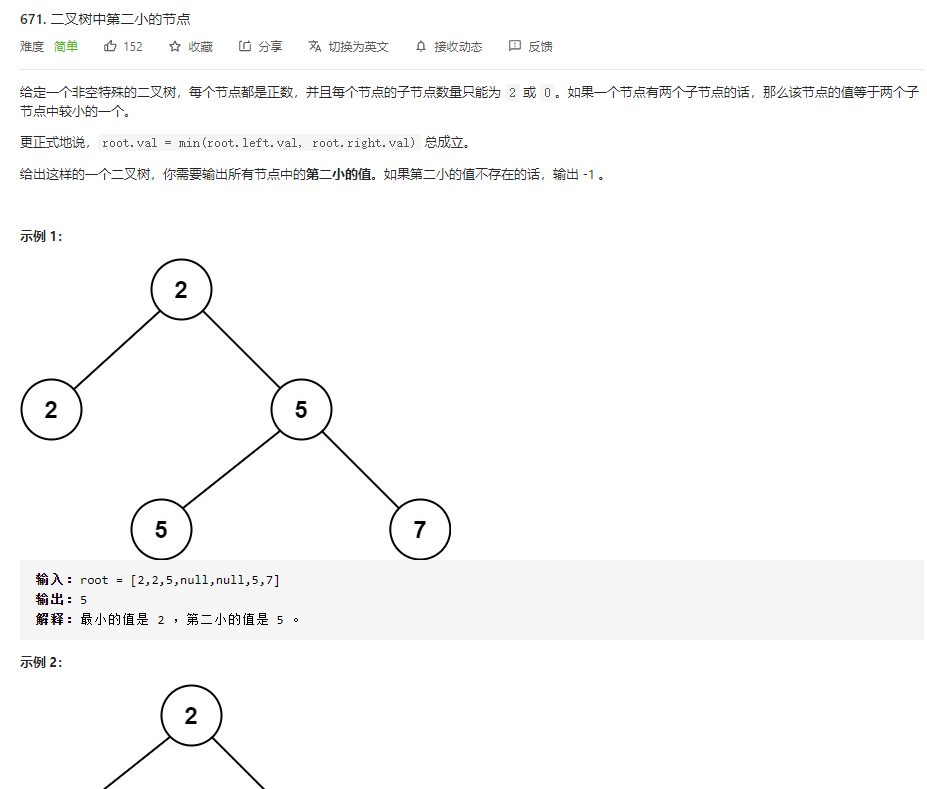 671. 二叉树中第二小的节点
难度 简单 152 收藏 分享 切换为英文 接收动态 反馈
给定一个非空特殊的二叉树，每个节点都是正数，并且每个节点的子节点数量只能为 2 或 0。如果一个节点有两个子节点的话，那么该节点的值等于两个子
节点中较小的一个。
更正式地说，root.val = min(root.left.val, root.right.val) 总成立。
给出这样的一个二叉树，你需要输出所有节点中的第二小的值。如果第二小的值不存在的话，输出 -1 。
示例 1：
2
2 5
5 7
输入：root = [2,2,5,null,null,5,7]
输出：5
解释：最小的值是 2 ，第二小的值是 5 。
示例 2：
2